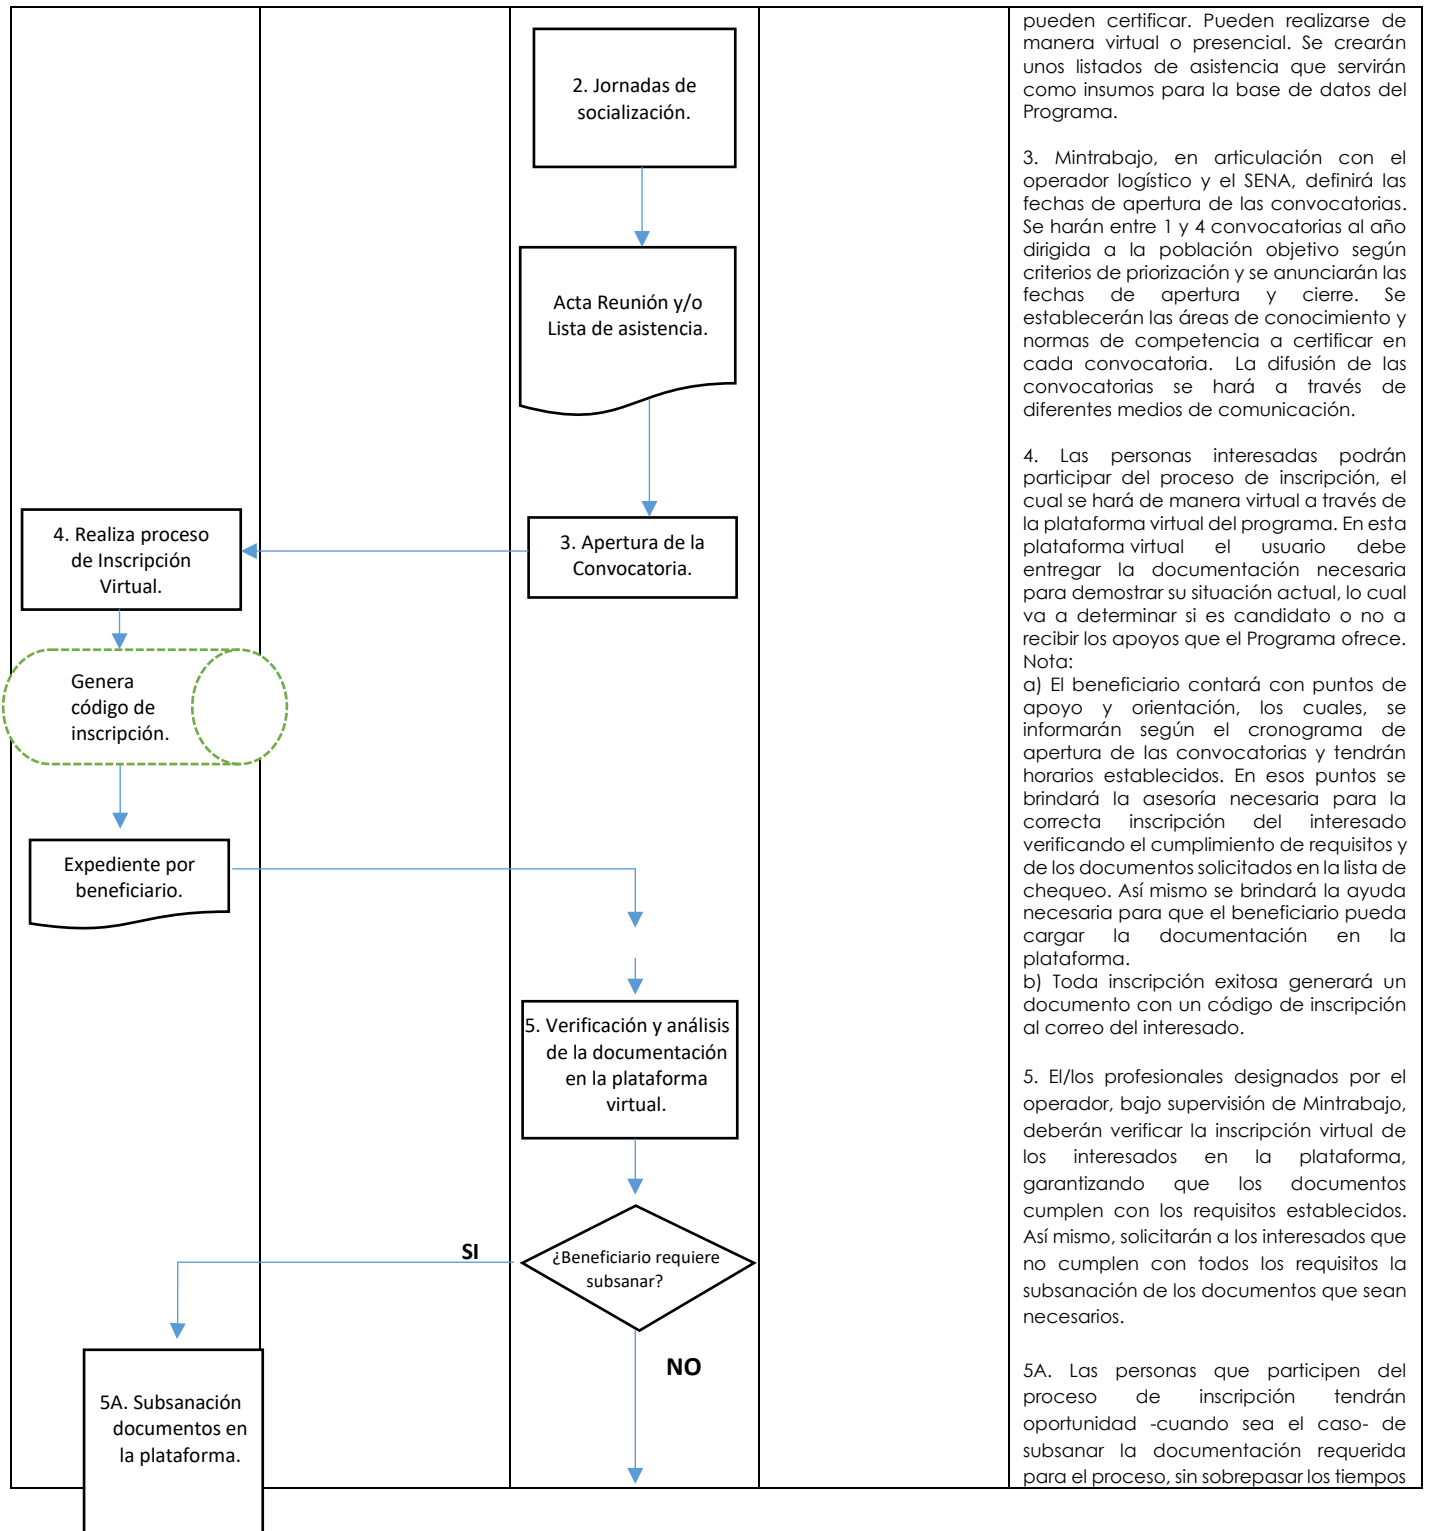 2. Jornadas de
socialización.
Acta Reunión y/o
Lista de asistencia.
3. Apertura de la
Convocatoria.
4. Realiza proceso
de Inscripción
Virtual.
Genera
código de
inscripción.
Expediente por
beneficiario.
5. Verificación y análisis
de la documentación
en la plataforma
virtual.
¿Beneficiario requiere
subsanar?
SI
NO
5A. Subsanación
documentos en
la plataforma.
pueden certificar. Pueden realizarse de
manera virtual o presencial. Se crearán
unos listados de asistencia que servirán
como insumos para la base de datos del
Programa.
3. Mintrabajo, en articulación con el
operador logístico y el SENA, definirá las
fechas de apertura de las convocatorias.
Se harán entre 1 y 4 convocatorias al año
dirigida a la población objetivo según
criterios de priorización y se anunciarán las
fechas de apertura y cierre. Se
establecerán las áreas de conocimiento y
normas de competencia a certificar en
cada convocatoria. La difusión de las
convocatorias se hará a través de
diferentes medios de comunicación.
4. Las personas interesadas podrán
participar del proceso de inscripción, el
cual se hará de manera virtual a través de
la plataforma virtual del programa. En esta
plataforma virtual el usuario debe
entregar la documentación necesaria
para demostrar su situación actual, lo cual
va a determinar si es candidato o no a
recibir los apoyos que el Programa ofrece.
Nota:
a) El beneficiario contará con puntos de
apoyo y orientación, los cuales, se
informarán según el cronograma de
apertura de las convocatorias y tendrán
horarios establecidos. En esos puntos se
brindará la asesoría necesaria para la
correcta inscripción del interesado
verificando el cumplimiento de requisitos y
de los documentos solicitados en la lista de
chequeo. Así mismo se brindará la ayuda
necesaria para que el beneficiario pueda
cargar la documentación en la
plataforma.
b) Toda inscripción exitosa generará un
documento con un código de inscripción
al correo del interesado.
5. El/los profesionales designados por el
operador, bajo supervisión de Mintrabajo,
deberán verificar la inscripción virtual de
los interesados en la plataforma,
garantizando que los documentos
cumplen con los requisitos establecidos.
Así mismo, solicitarán a los interesados que
no cumplen con todos los requisitos la
subsanación de los documentos que sean
necesarios.
5A. Las personas que participen del
proceso de inscripción tendrán
oportunidad -cuando sea el caso- de
subsanar la documentación requerida
para el proceso, sin sobrepasar los tiempos